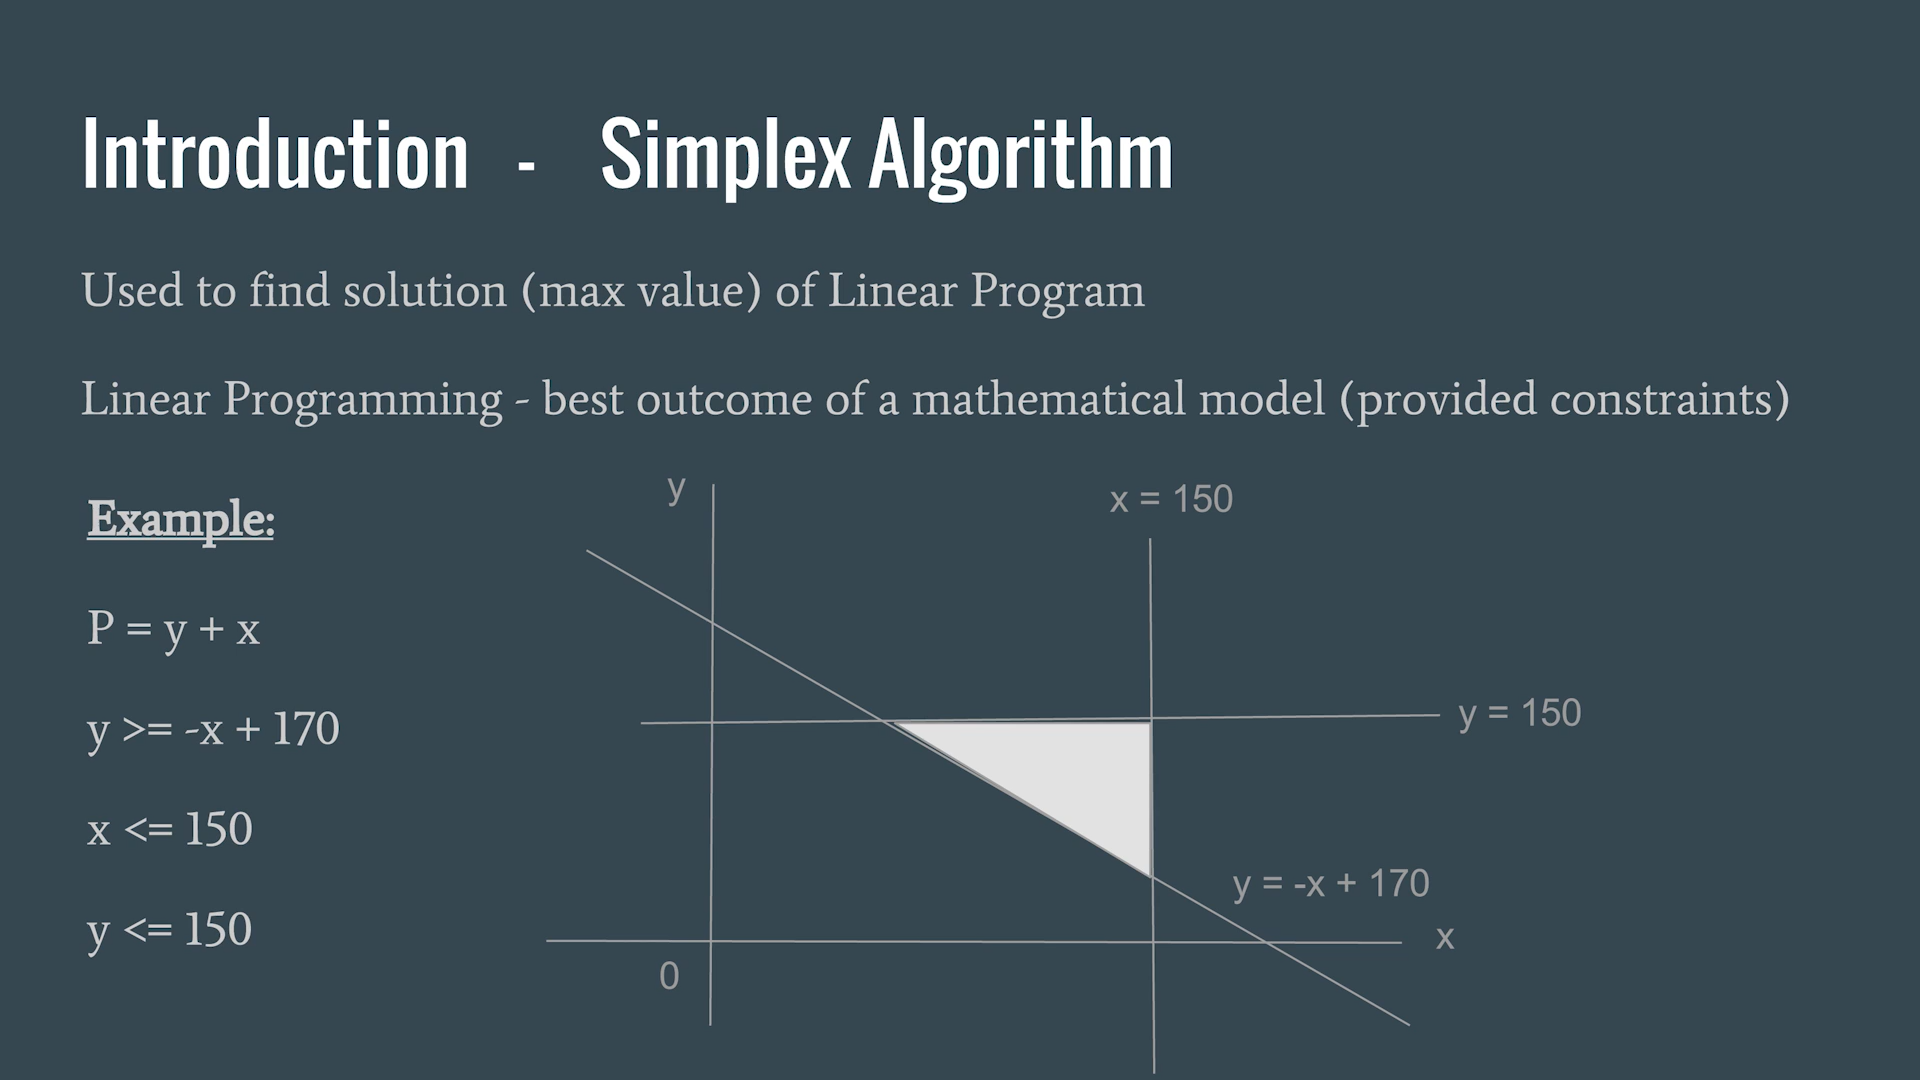 Introduction - Simplex Algorithm
Used to find solution (max value) of Linear Program
Linear Programming - best outcome of a mathematical model (provided constraints)
Example:
P = y + x
y >= -x + 170
x <= 150
y <= 150
y
x = 150
y = 150
y = -x + 170
x
0